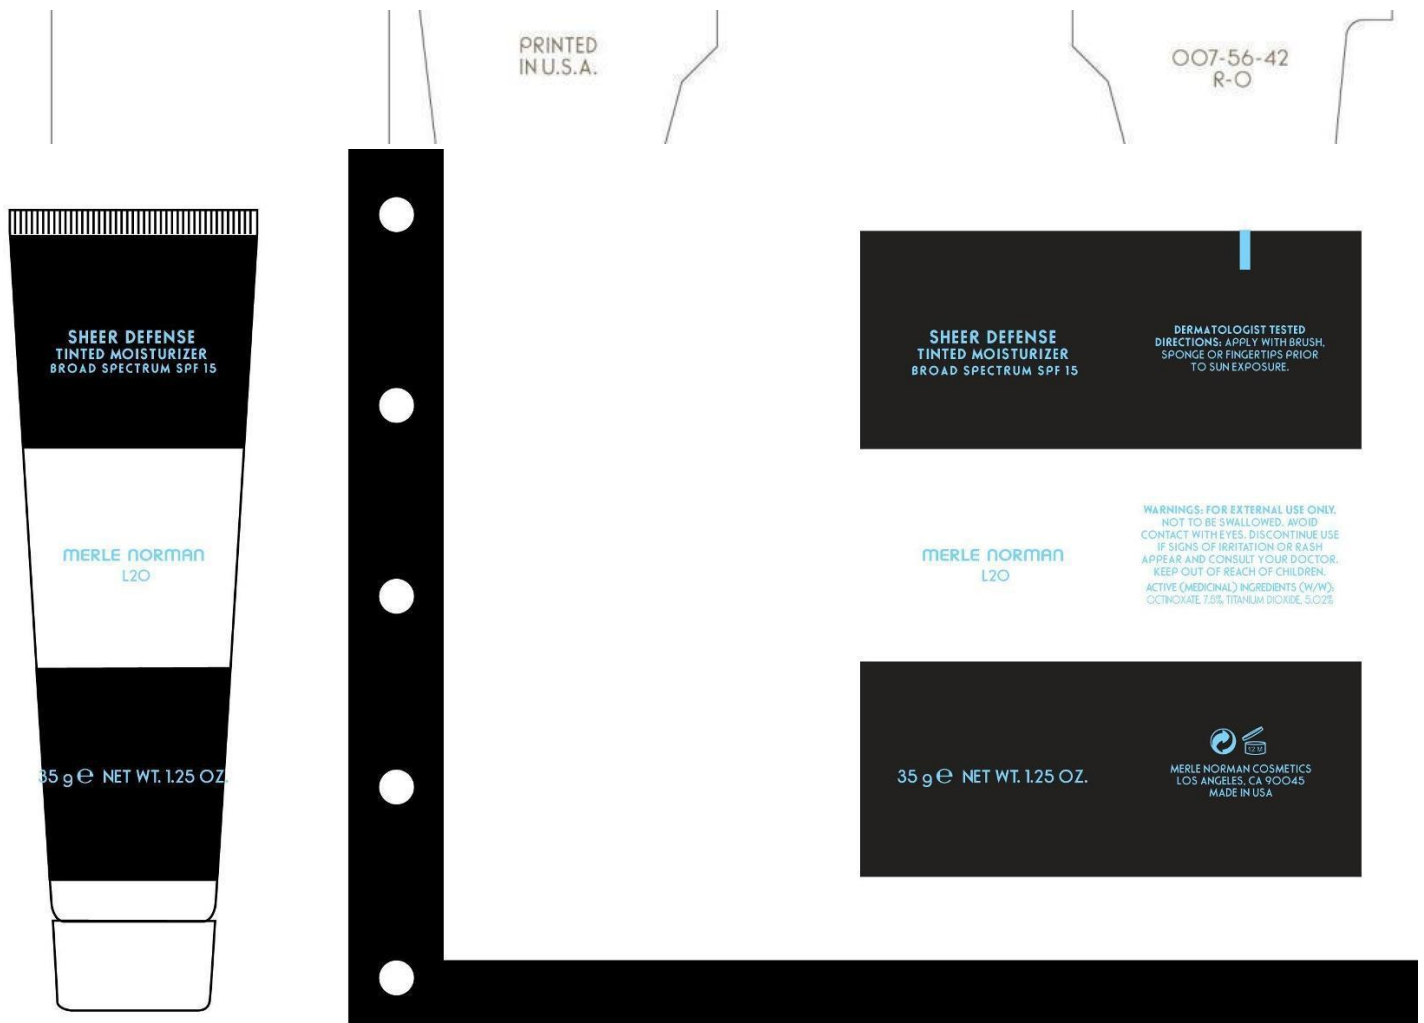 PRINTED
IN U.S.A.
007-56-42
R-0
SHEER DEFENSE
TINTED MOISTURIZER
BROAD SPECTRUM SPF 15
MERLE NORMAN
L20
35 g ℮ NET WT. 1.25 OZ.
SHEER DEFENSE
TINTED MOISTURIZER
BROAD SPECTRUM SPF 15
MERLE NORMAN
L20
35 g ℮ NET WT. 1.25 OZ.
DERMATOLOGIST TESTED
DIRECTIONS: APPLY WITH BRUSH,
SPONGE OR FINGERTIPS PRIOR
TO SUN EXPOSURE.
WARNINGS: FOR EXTERNAL USE ONLY.
NOT TO BE SWALLOWED. AVOID
CONTACT WITH EYES. DISCONTINUE USE
IF SIGNS OF IRRITATION OR RASH
APPEAR AND CONSULT YOUR DOCTOR.
KEEP OUT OF REACH OF CHILDREN.
ACTIVE (MEDICINAL) INGREDIENTS (W/W):
OCTINOXATE 7.5%, TITANIUM DIOXIDE, 5.02%
12 M
MERLE NORMAN COSMETICS
LOS ANGELES, CA 90045
MADE IN USA